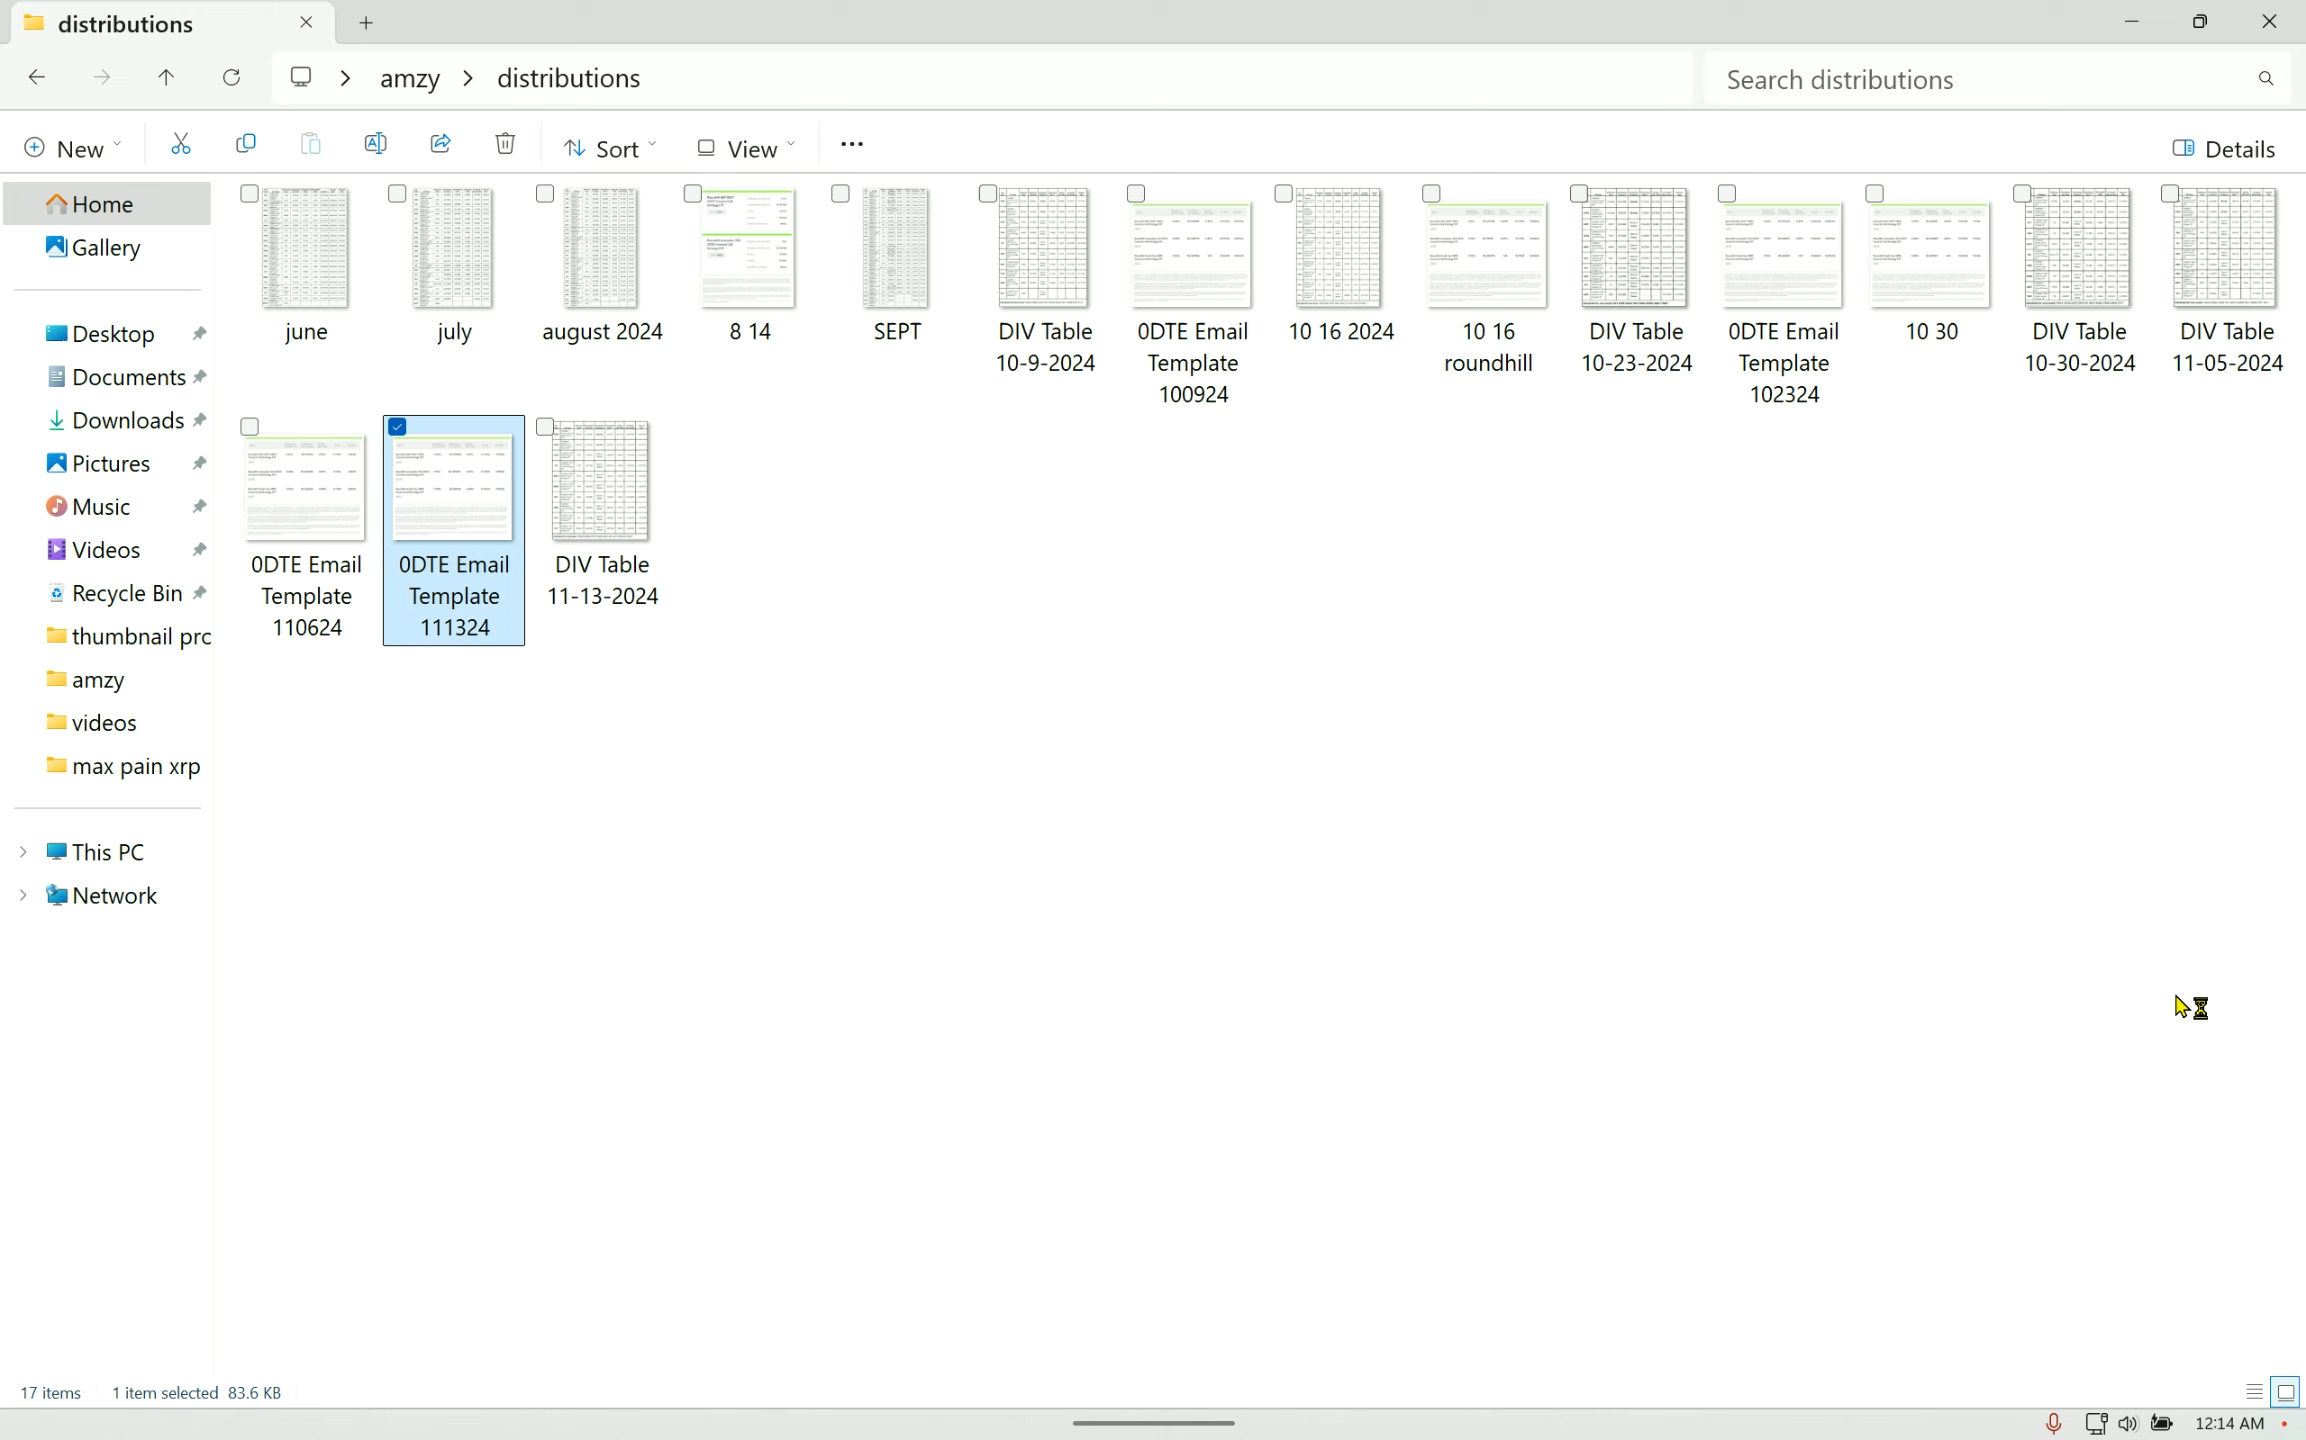 distributions
amzy
distributions
Search distributions
New
Sort
View
Details
Home
Gallery
Desktop
Documents
Downloads
Pictures
Music
Videos
Recycle Bin
thumbnail prc
amzy
videos
max pain xrp
This PC
Network
june
july
august 2024
8 14
SEPT
DIV Table
10-9-2024
0DTE Email
Template
100924
10 16 2024
10 16
roundhill
DIV Table
10-23-2024
0DTE Email
Template
102324
10 30
DIV Table
10-30-2024
DIV Table
11-05-2024
0DTE Email
Template
110624
0DTE Email
Template
111324
DIV Table
11-13-2024
17 items 1 item selected 83.6 KB
12:14 AM